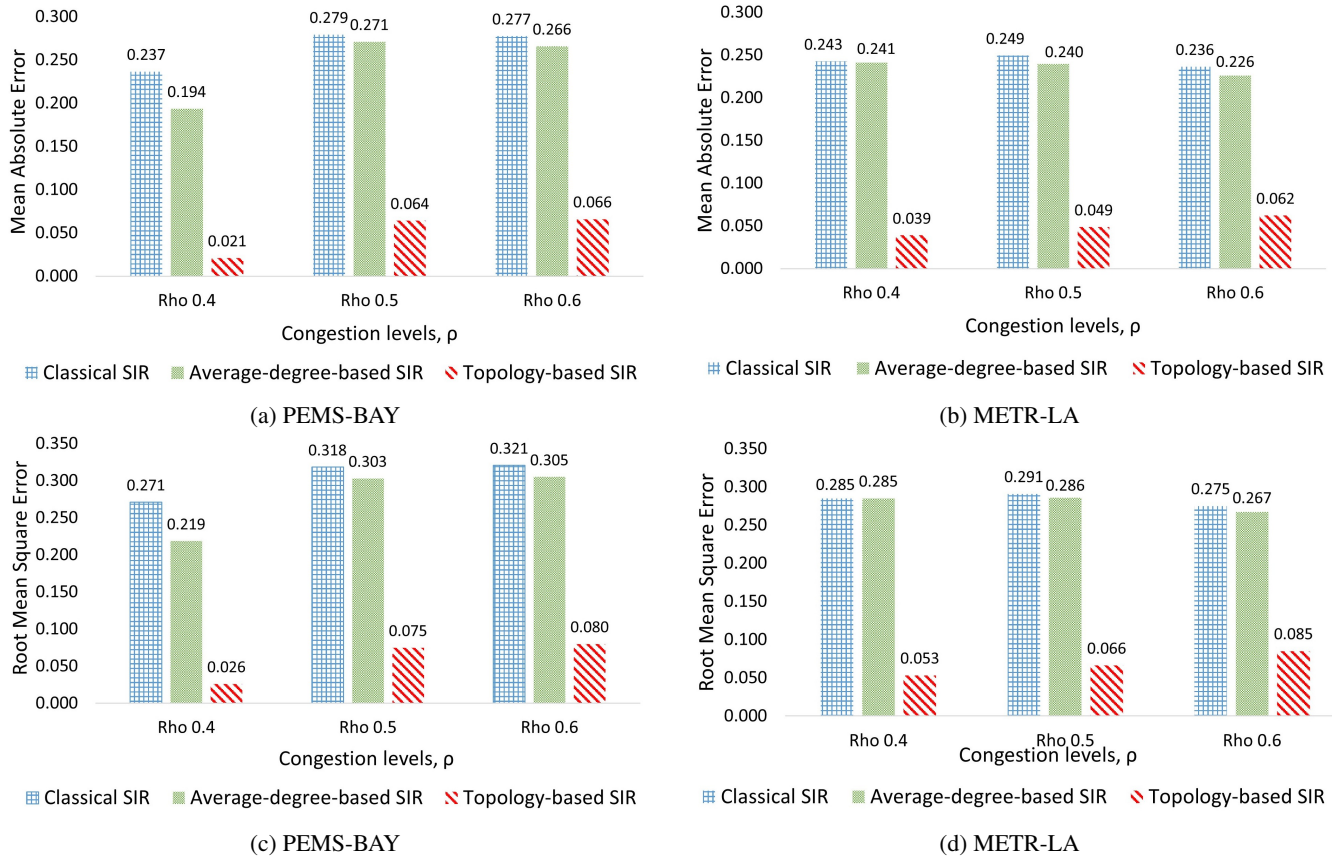 Mean Absolute Error
0.300
0.250
0.200
0.150
0.100
0.050
0.000
0.237
0.194
0.021
0.279
0.271
0.064
0.277
0.266
0.066
Rho 0.4
Rho 0.5
Rho 0.6
Congestion levels, ρ
Classical SIR
Average-degree-based SIR
Topology-based SIR
(a) PEMS-BAY
Mean Absolute Error
0.300
0.250
0.200
0.150
0.100
0.050
0.000
0.243
0.241
0.039
0.249
0.240
0.049
0.236
0.226
0.062
Rho 0.4
Rho 0.5
Rho 0.6
Congestion levels, ρ
Classical SIR
Average-degree-based SIR
Topology-based SIR
(b) METR-LA
Root Mean Square Error
0.350
0.300
0.250
0.200
0.150
0.100
0.050
0.000
0.271
0.219
0.026
0.318
0.303
0.075
0.321
0.305
0.080
Rho 0.4
Rho 0.5
Rho 0.6
Congestion levels, ρ
Classical SIR
Average-degree-based SIR
Topology-based SIR
(c) PEMS-BAY
Root Mean Square Error
0.350
0.300
0.250
0.200
0.150
0.100
0.050
0.000
0.285
0.285
0.053
0.291
0.286
0.066
0.275
0.267
0.085
Rho 0.4
Rho 0.5
Rho 0.6
Congestion levels, ρ
Classical SIR
Average-degree-based SIR
Topology-based SIR
(d) METR-LA